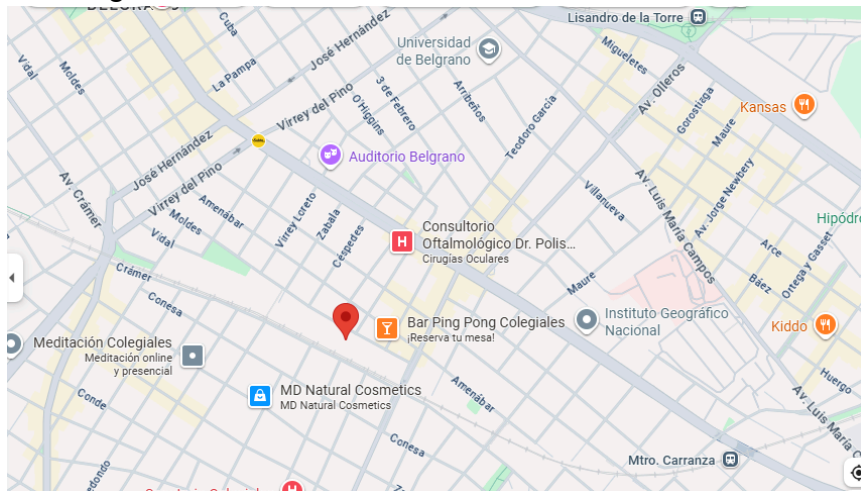 Lisandro de la Torre
Cuba
Vidal
Moldes
La Pampa
José Hernández
Universidad
de Belgrano
Migueletes
Av. Olleros
Gorostiaga
Kansas
Maure
3 de Febrero
O'Higgins
Arribeños
Virrey del Pino
Teodoro García
Auditorio Belgrano
José Hernández
Virrey del Pino
Av. Crámer
Amenábar
Moldes
Vidal
Virrey Loreto
Zabala
Céspedes
Villanueva
Av. Luis María Campos
Av. Jorge Newbery
Consultorio
Oftalmológico Dr. Polis...
Cirugías Oculares
Arce
Báez
Ortega y Gasset
Crámer
Conesa
Maure
Bar Ping Pong Colegiales
¡Reserva tu mesa!
Instituto Geográfico
Nacional
Kiddo
Meditación Colegiales
Meditación online
y presencial
MD Natural Cosmetics
MD Natural Cosmetics
Amenábar
Huergo
Conde
Conesa
Mtro. Carranza